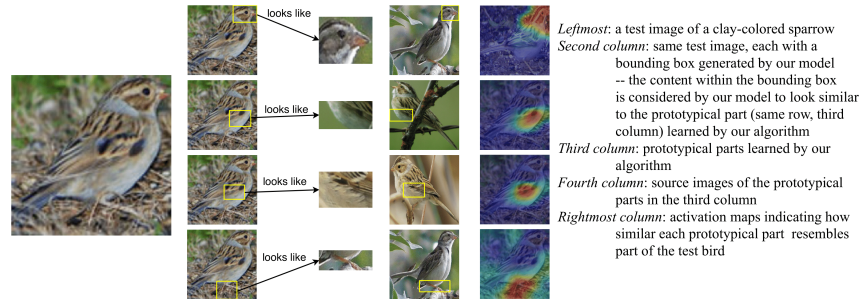 looks like
looks like
looks like
looks like
Leftmost: a test image of a clay-colored sparrow
Second column: same test image, each with a
bounding box generated by our model
-- the content within the bounding box
is considered by our model to look similar
to the prototypical part (same row, third
column) learned by our algorithm
Third column: prototypical parts learned by our
algorithm
Fourth column: source images of the prototypical
parts in the third column
Rightmost column: activation maps indicating how
similar each prototypical part resembles
part of the test bird